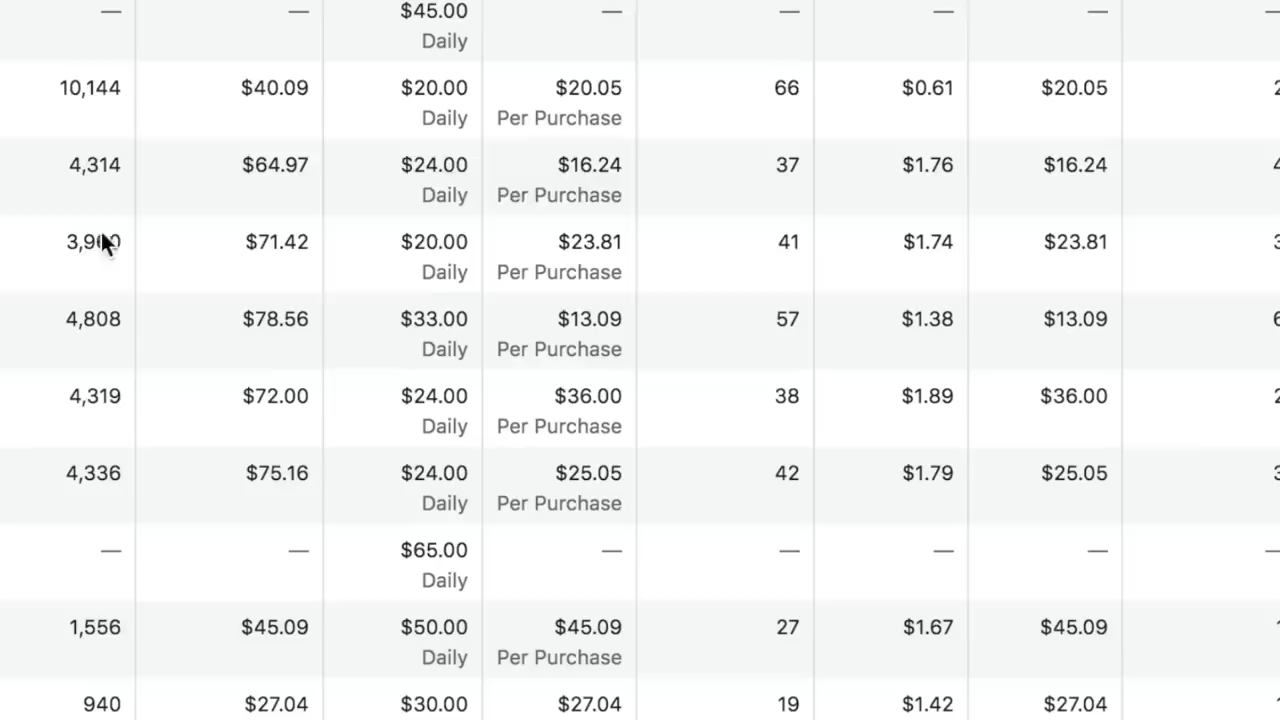 — — $45.00 — — — — —
Daily
10,144 $40.09 $20.00 $20.05 66 $0.61 $20.05
Daily Per Purchase
4,314 $64.97 $24.00 $16.24 37 $1.76 $16.24
Daily Per Purchase
$71.42 $20.00 $23.81 41 $1.74 $23.81
Daily Per Purchase
4,808 $78.56 $33.00 $13.09 57 $1.38 $13.09
Daily Per Purchase
4,319 $72.00 $24.00 $36.00 38 $1.89 $36.00
Daily Per Purchase
4,336 $75.16 $24.00 $25.05 42 $1.79 $25.05
Daily Per Purchase
— — $65.00 — — — — —
Daily
1,556 $45.09 $50.00 $45.09 27 $1.67 $45.09
Daily Per Purchase
940 $27.04 $30.00 $27.04 19 $1.42 $27.04